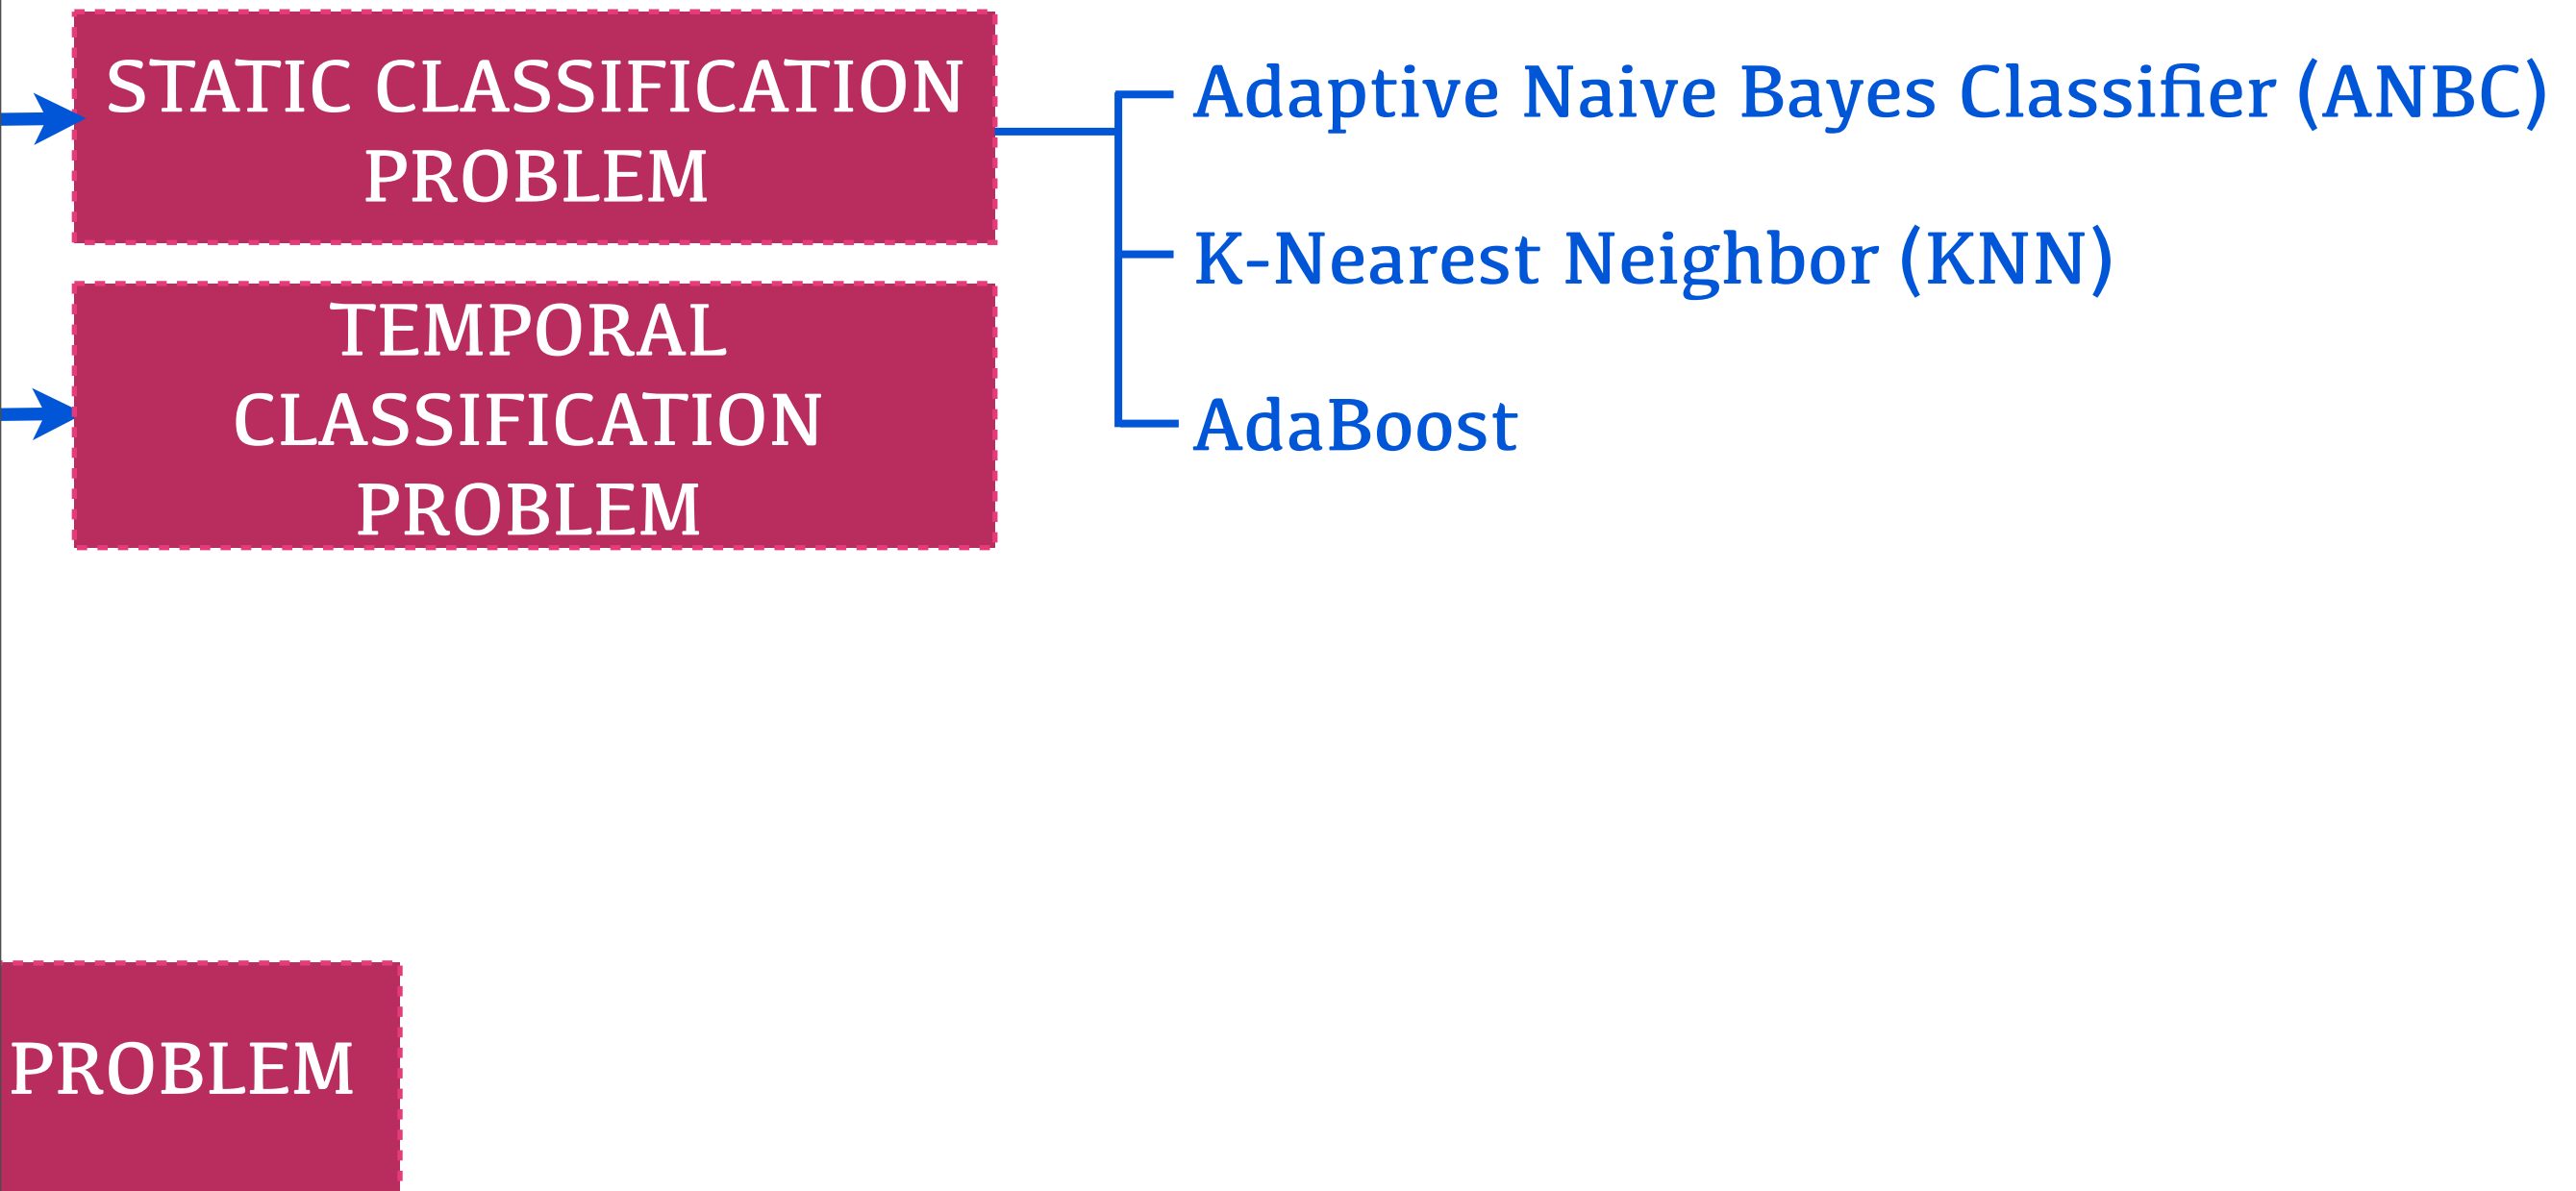 STATIC CLASSIFICATION
PROBLEM
Adaptive Naive Bayes Classifier (ANBC)
K-Nearest Neighbor (KNN)
AdaBoost
TEMPORAL
CLASSIFICATION
PROBLEM
PROBLEM